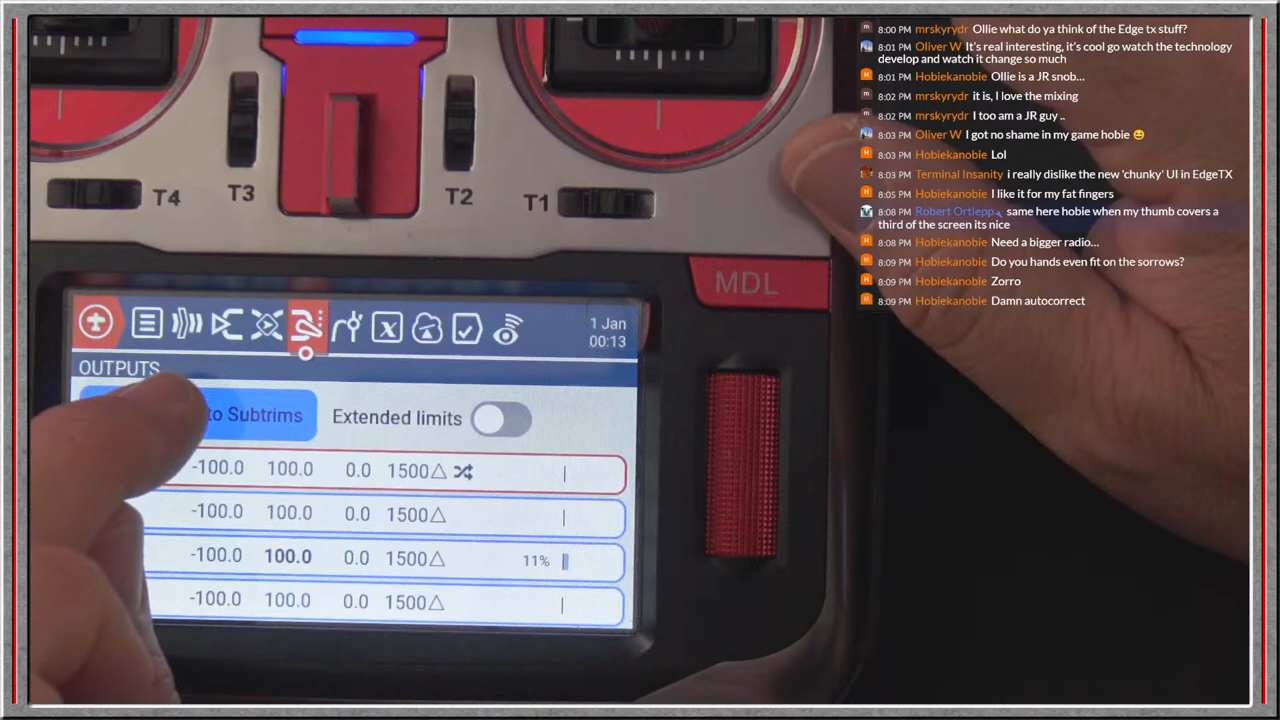 T4
T3
T2
T1
MDL
1 Jan
00:13
OUTPUTS
to Subtrims
Extended limits
-100.0 100.0 0.0 1500△
-100.0 100.0 0.0 1500△
-100.0 100.0 0.0 1500△ 11%
-100.0 100.0 0.0 1500△
8:00 PM mrskyrydr Ollie what do ya think of the Edge tx stuff?
8:01 PM Oliver W It's real interesting, it's cool go watch the technology
develop and watch it change so much
8:01 PM Hobiekanobie Ollie is a JR snob...
8:02 PM mrskyrydr it is, I love the mixing
8:02 PM mrskyrydr I too am a JR guy ..
8:03 PM Oliver W I got no shame in my game hobie 😄
8:03 PM Hobiekanobie Lol
8:03 PM Terminal Insanity i really dislike the new 'chunky' UI in EdgeTX
8:05 PM Hobiekanobie I like it for my fat fingers
8:08 PM Robert Ortlepp same here hobie when my thumb covers a
third of the screen its nice
8:08 PM Hobiekanobie Need a bigger radio...
8:09 PM Hobiekanobie Do you hands even fit on the sorrows?
8:09 PM Hobiekanobie Zorro
8:09 PM Hobiekanobie Damn autocorrect